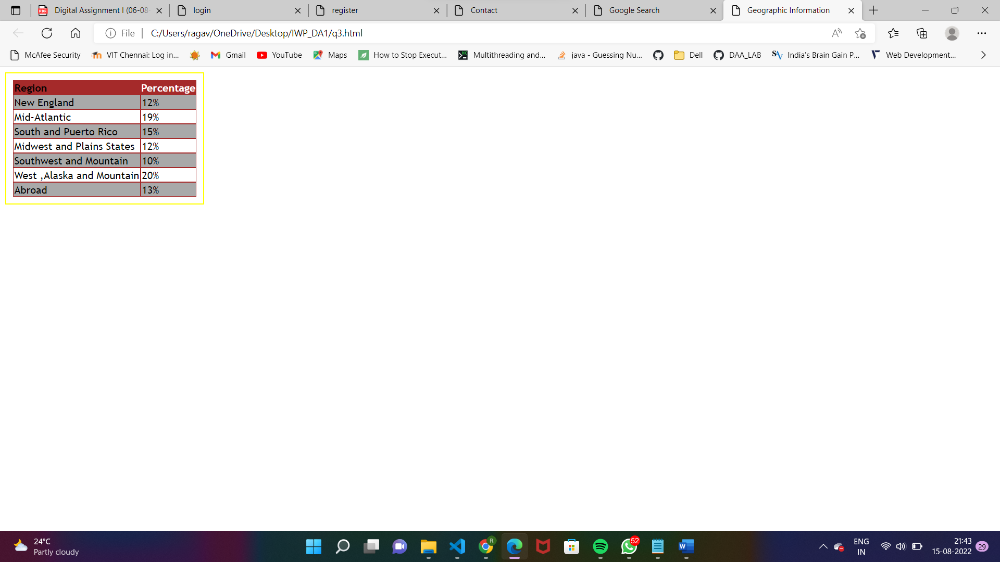 Digital Assignment I (06-08- login register Contact Google Search Geographic Information
File C:/Users/ragav/OneDrive/Desktop/IWP_DA1/q3.html
McAfee Security VIT Chennai: Log in... Gmail YouTube Maps How to Stop Execut... Multithreading and... java - Guessing Nu... Dell DAA_LAB India's Brain Gain P... Web Development...
Region Percentage
New England 12%
Mid-Atlantic 19%
South and Puerto Rico 15%
Midwest and Plains States 12%
Southwest and Mountain 10%
West ,Alaska and Mountain 20%
Abroad 13%
24°C
Partly cloudy
R
52
ENG
IN
21:43
15-08-2022
29